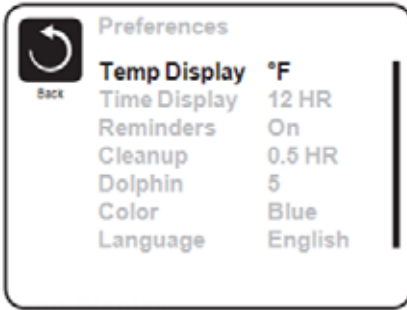 Preferences
Back
Temp Display °F
Time Display 12 HR
Reminders On
Cleanup 0.5 HR
Dolphin 5
Color Blue
Language English